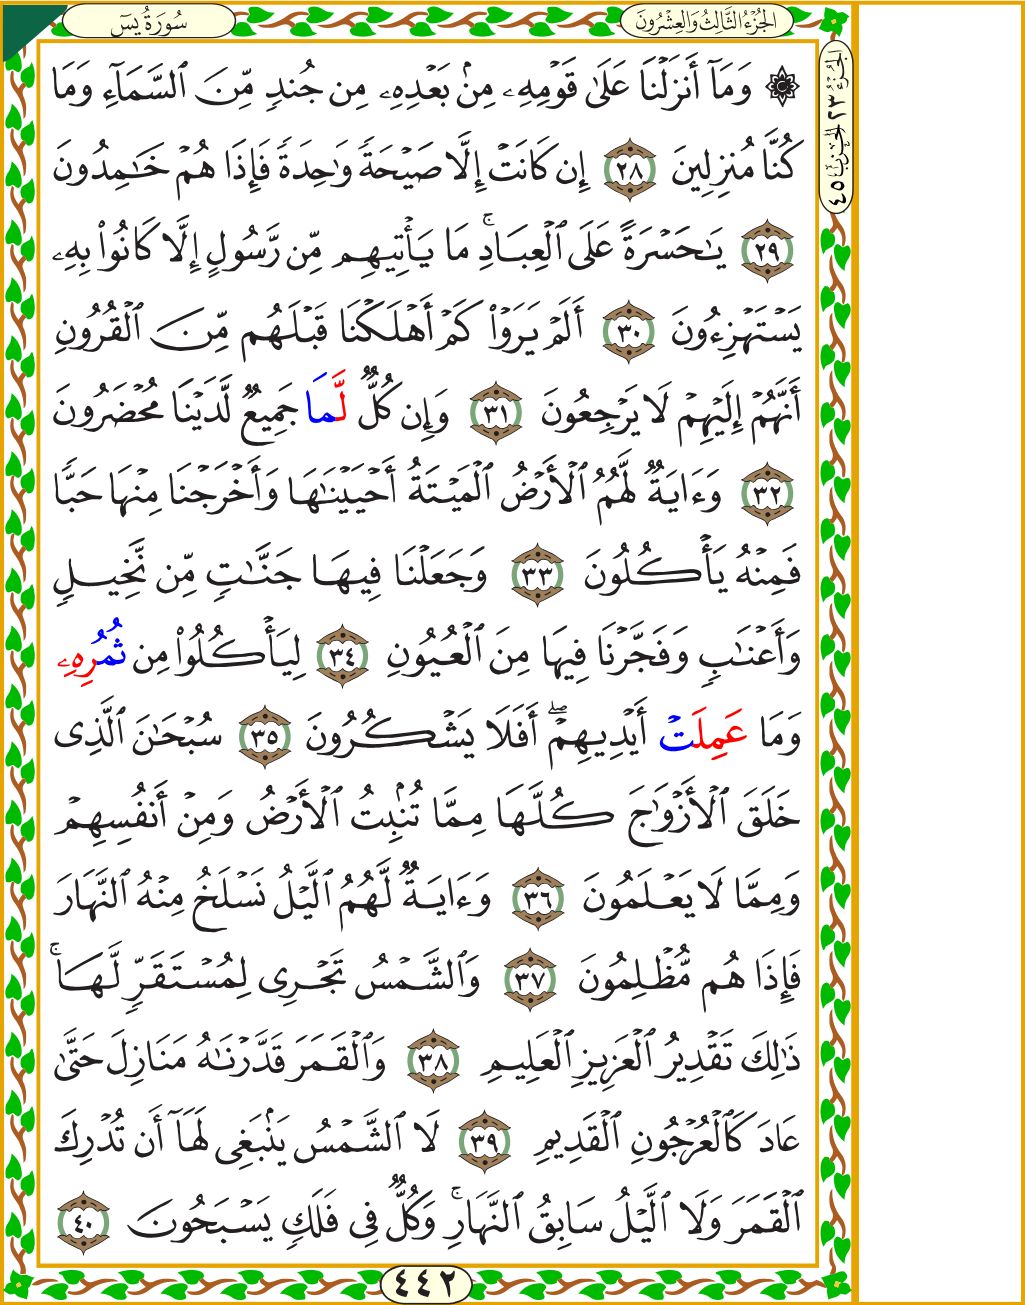 سُورَةُ يسٓ
الجُزْءُ الثَّالِثُ وَالعِشْرُونَ
۞ وَمَآ أَنزَلْنَا عَلَىٰ قَوْمِهِۦ مِنۢ بَعْدِهِۦ مِن جُندٍ مِّنَ ٱلسَّمَآءِ وَمَا
كُنَّا مُنزِلِينَ ٢٨ إِن كَانَتْ إِلَّا صَيْحَةً وَٰحِدَةً فَإِذَا هُمْ خَـٰمِدُونَ
٢٩ يَـٰحَسْرَةً عَلَى ٱلْعِبَادِ ۚ مَا يَأْتِيهِم مِّن رَّسُولٍ إِلَّا كَانُوا۟ بِهِۦ
يَسْتَهْزِءُونَ ٣٠ أَلَمْ يَرَوْا۟ كَمْ أَهْلَكْنَا قَبْلَهُم مِّنَ ٱلْقُرُونِ
أَنَّهُمْ إِلَيْهِمْ لَا يَرْجِعُونَ ٣١ وَإِن كُلٌّ لَّمَا جَمِيعٌ لَّدَيْنَا مُحْضَرُونَ
٣٢ وَءَايَةٌ لَّهُمُ ٱلْأَرْضُ ٱلْمَيْتَةُ أَحْيَيْنَـٰهَا وَأَخْرَجْنَا مِنْهَا حَبًّا
فَمِنْهُ يَأْكُلُونَ ٣٣ وَجَعَلْنَا فِيهَا جَنَّـٰتٍ مِّن نَّخِيلٍ
وَأَعْنَـٰبٍ وَفَجَّرْنَا فِيهَا مِنَ ٱلْعُيُونِ ٣٤ لِيَأْكُلُوا۟ مِن ثُمُرِهِۦ
وَمَا عَمِلَتْ أَيْدِيهِمْ ۖ أَفَلَا يَشْكُرُونَ ٣٥ سُبْحَـٰنَ ٱلَّذِى
خَلَقَ ٱلْأَزْوَٰجَ كُلَّهَا مِمَّا تُنۢبِتُ ٱلْأَرْضُ وَمِنْ أَنفُسِهِمْ
وَمِمَّا لَا يَعْلَمُونَ ٣٦ وَءَايَةٌ لَّهُمُ ٱلَّيْلُ نَسْلَخُ مِنْهُ ٱلنَّهَارَ
فَإِذَا هُم مُّظْلِمُونَ ٣٧ وَٱلشَّمْسُ تَجْرِى لِمُسْتَقَرٍّ لَّهَا ۚ
ذَٰلِكَ تَقْدِيرُ ٱلْعَزِيزِ ٱلْعَلِيمِ ٣٨ وَٱلْقَمَرَ قَدَّرْنَـٰهُ مَنَازِلَ حَتَّىٰ
عَادَ كَٱلْعُرْجُونِ ٱلْقَدِيمِ ٣٩ لَا ٱلشَّمْسُ يَنۢبَغِى لَهَآ أَن تُدْرِكَ
ٱلْقَمَرَ وَلَا ٱلَّيْلُ سَابِقُ ٱلنَّهَارِ ۚ وَكُلٌّ فِى فَلَكٍ يَسْبَحُونَ ٤٠
الجُزْءُ ٢٣ الحِزْبُ ٤٥
٤٤٢